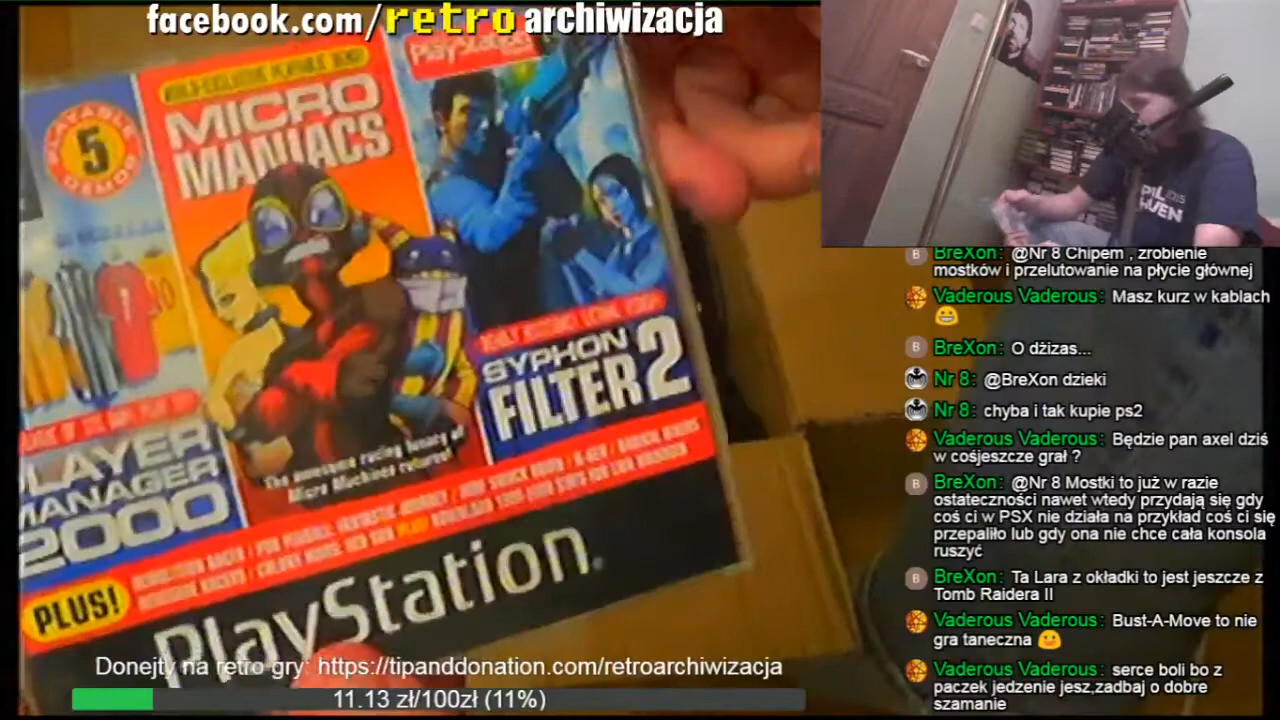 facebook.com/retro archiwizacja
PlayStation
PLAYABLE
5
DEMOS
MICRO
MANIACS
PIL
HVEN
The awesome racing lunacy of
Micro Machines returns!
SYPHON
FILTER 2
PLAYER
MANAGER
2000
PLUS!
PlayStation
BreXon: @Nr 8 Chipem , zrobienie
mostków i przelutowanie na płycie głównej
Vaderous Vaderous: Masz kurz w kablach
BreXon: O dżizas...
Nr 8: @BreXon dzieki
Nr 8: chyba i tak kupie ps2
Vaderous Vaderous: Będzie pan axel dziś
w cośjeszcze grał ?
BreXon: @Nr 8 Mostki to już w razie
ostateczności nawet wtedy przydają się gdy
coś ci w PSX nie działa na przykład coś ci się
przepaliło lub gdy ona nie chce cała konsola
ruszyć
BreXon: Ta Lara z okładki to jest jeszcze z
Tomb Raidera II
Vaderous Vaderous: Bust-A-Move to nie
gra taneczna
Vaderous Vaderous: serce boli bo z
paczek jedzenie jesz,zadbaj o dobre
szamanie
Donejty na retro gry: https://tipanddonation.com/retroarchiwizacja
11.13 zł/100zł (11%)